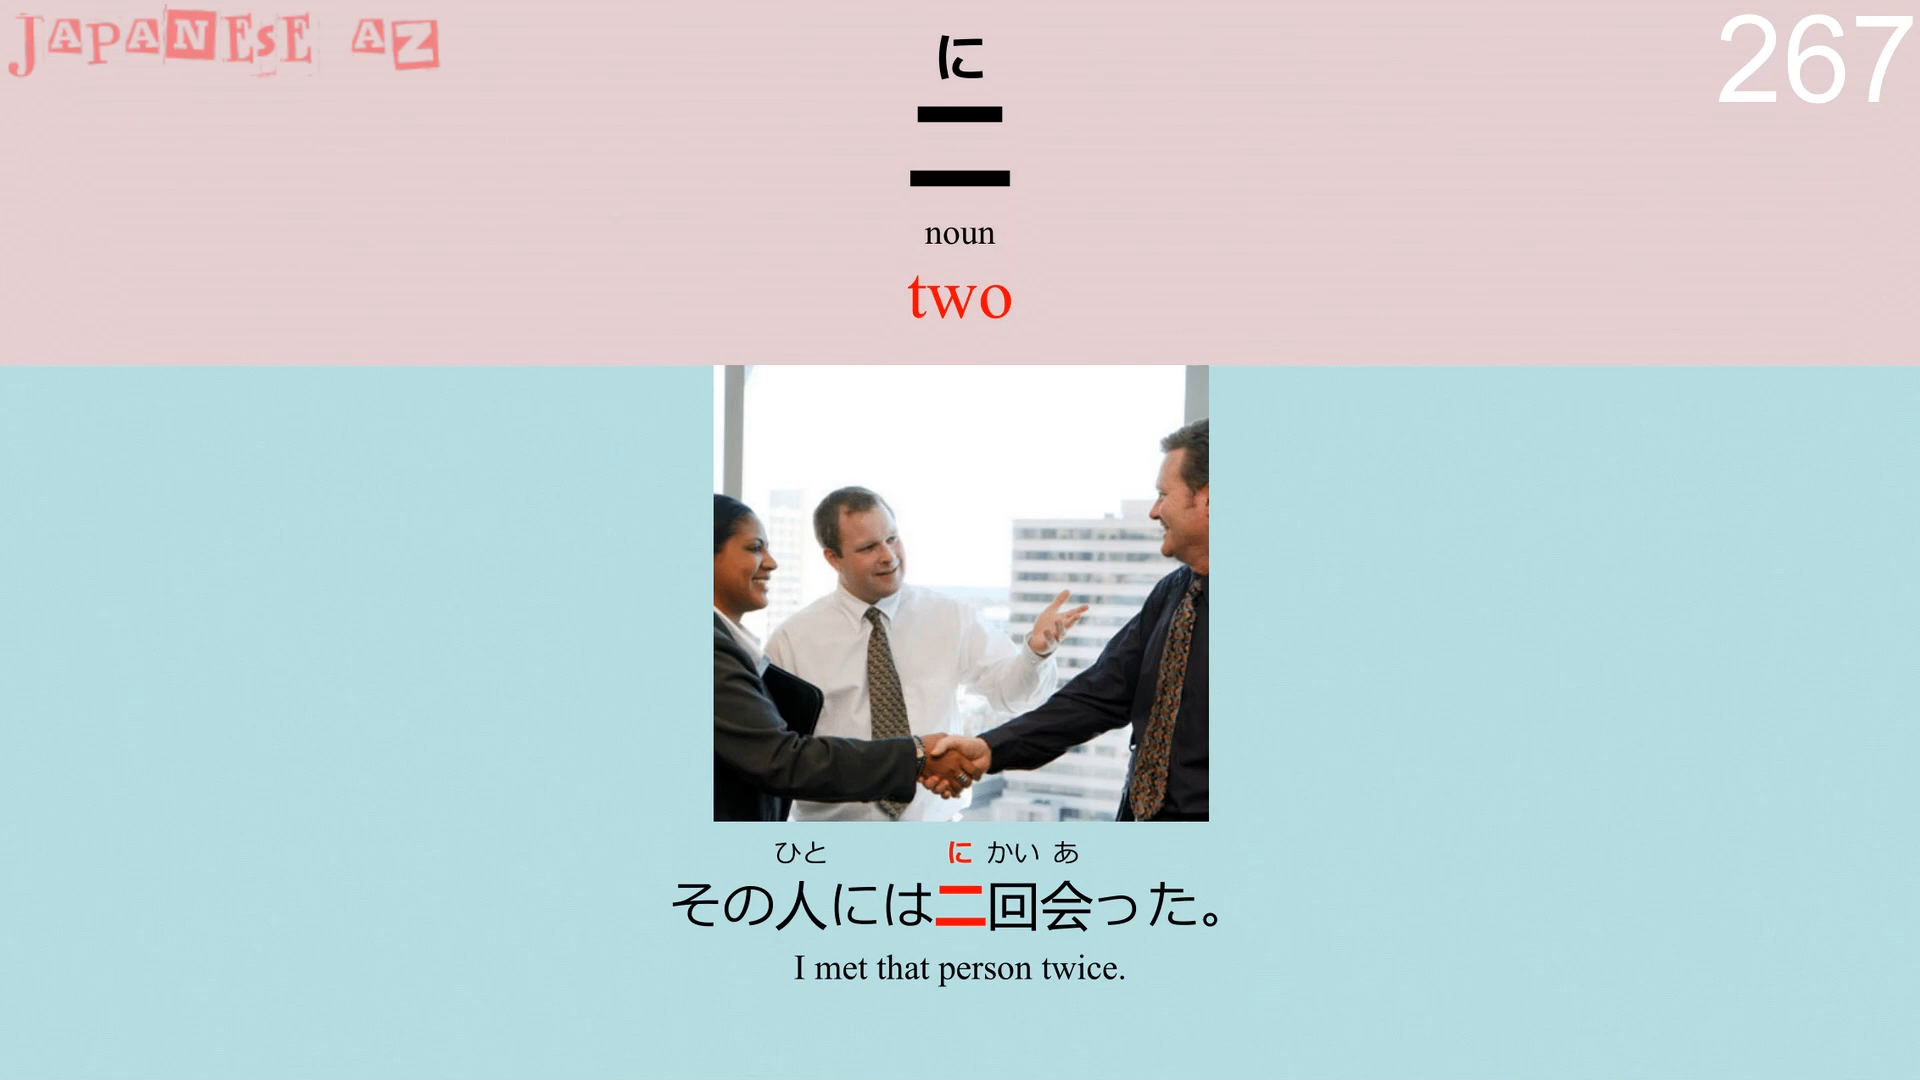 JAPANESE AZ
267
に
二
noun
two
ひと に かい あ
その人には二回会った。
I met that person twice.